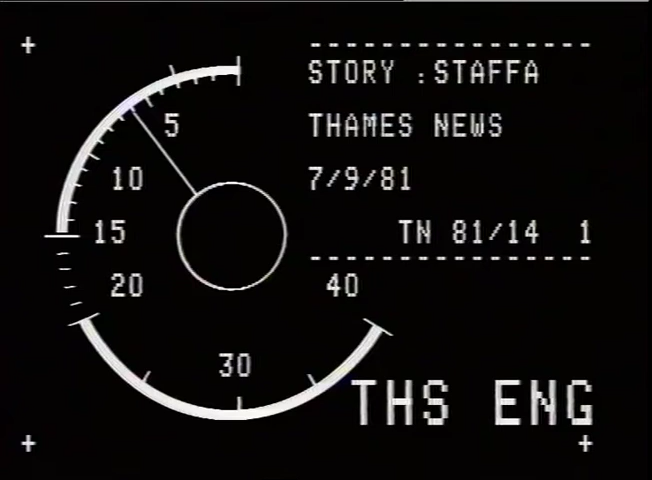 STORY :STAFFA
THAMES NEWS
7/9/81
TN 81/14 1
5
10
15
20
30
40
THS ENG